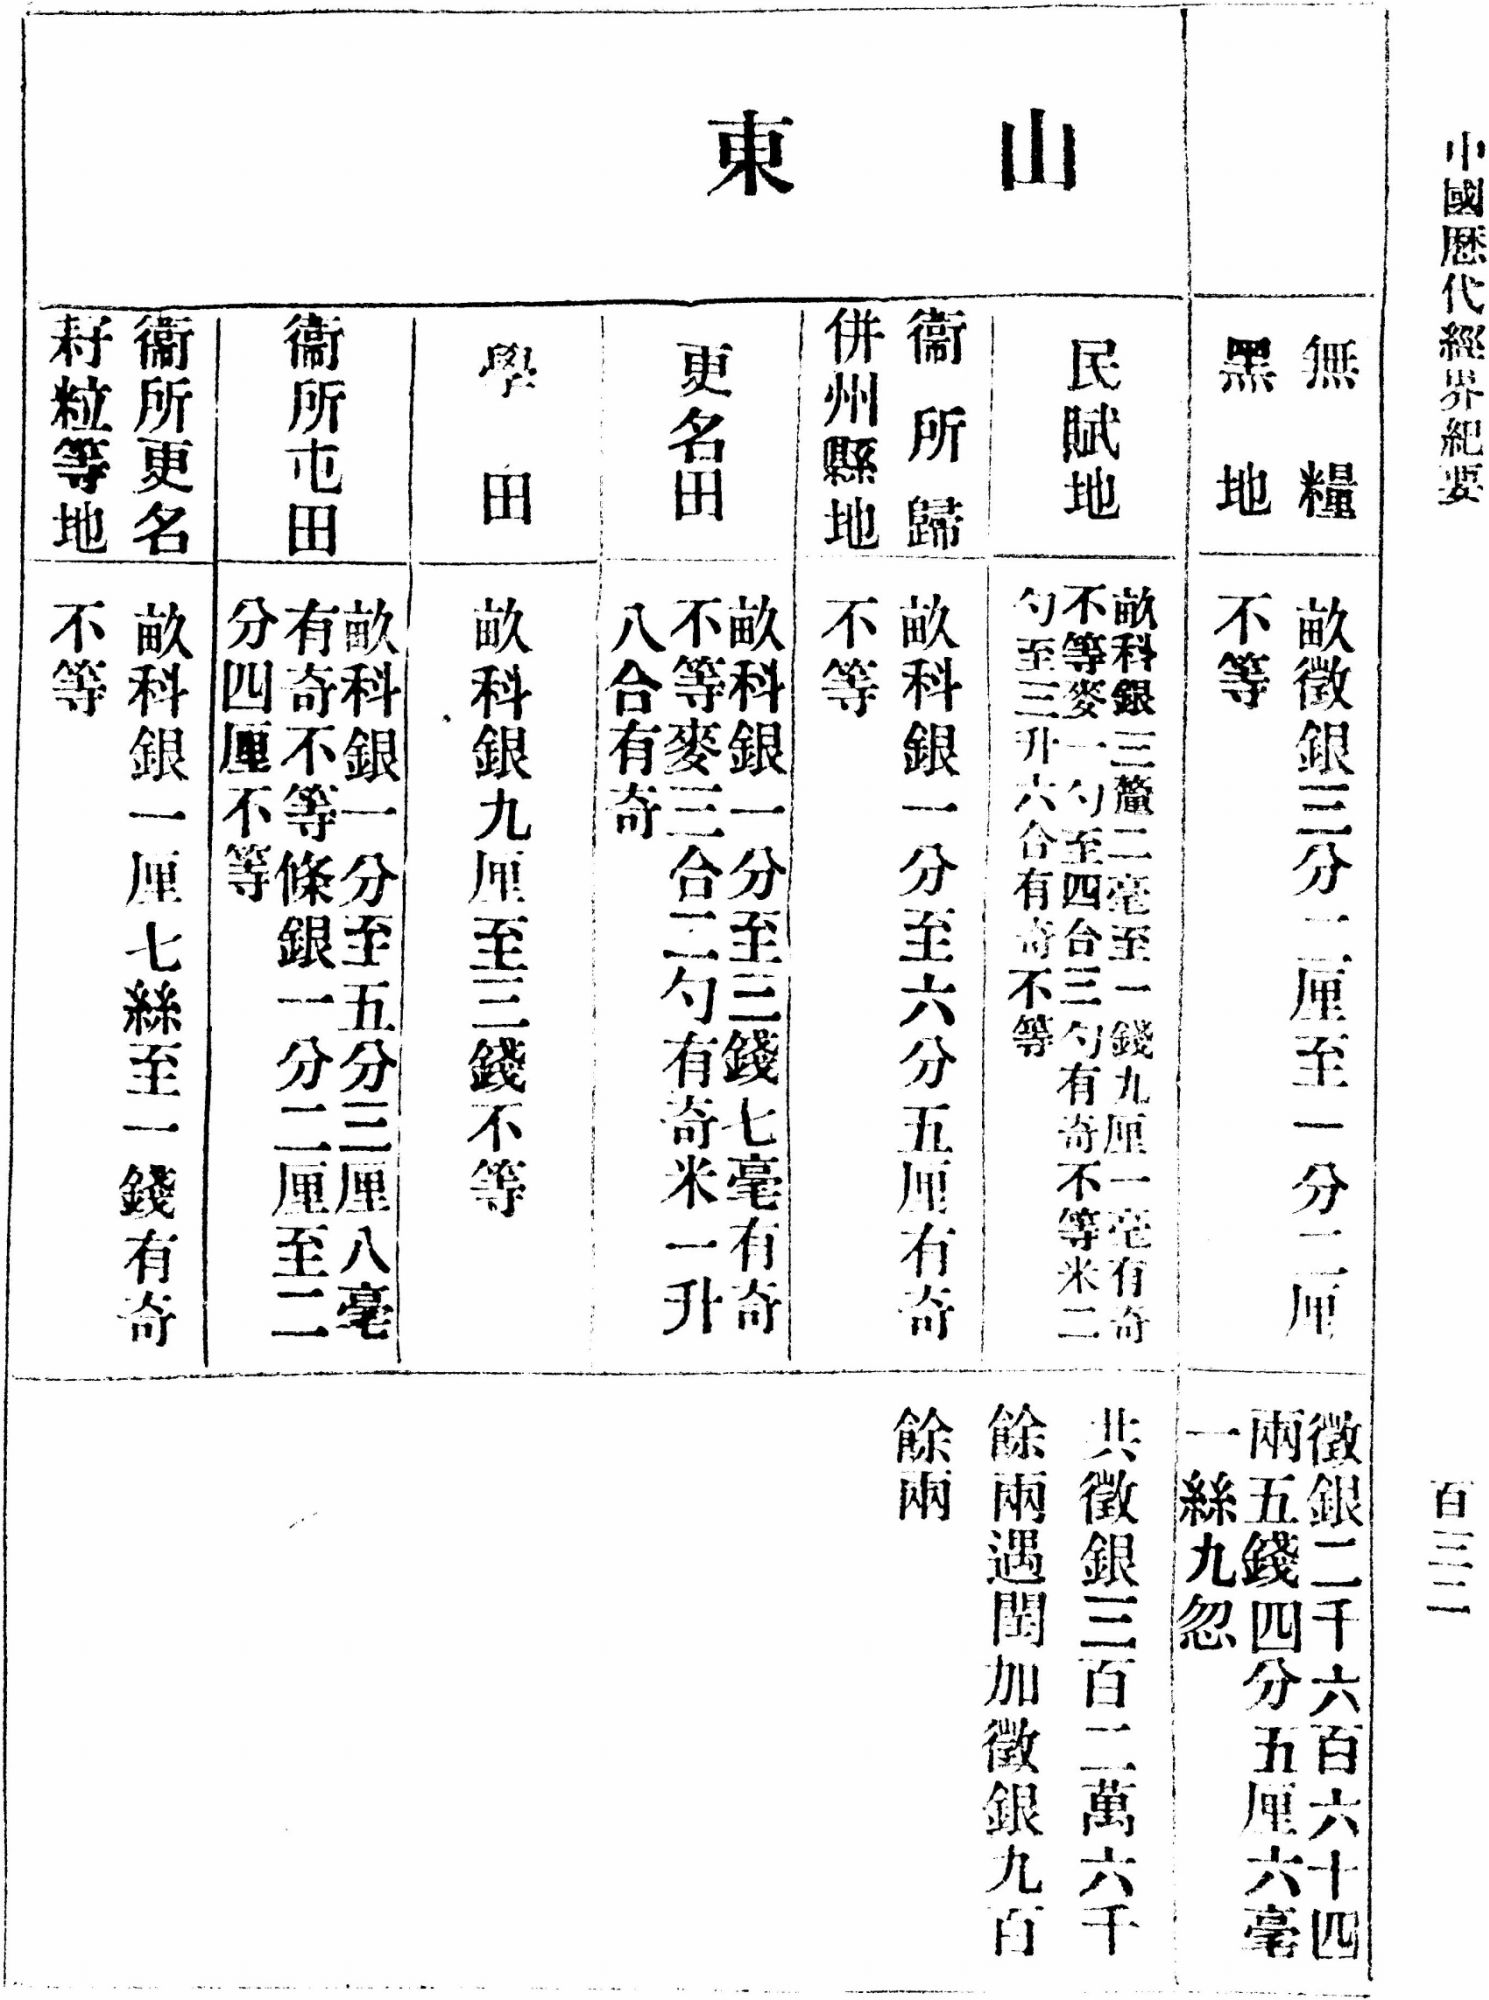 中國歷代經界紀要
百三二
無糧
黑地
畝徵銀三分二厘至一分二厘
不等
徵銀二千六百六十四
兩五錢四分五厘六毫
一絲九忽
山東
民賦地
畝科銀三釐二毫至一錢九厘一毫有奇
不等麥一勺至四合三勺有奇不等米二
勺至三升六合有奇不等
衞所歸
併州縣地
畝科銀一分至六分五厘有奇
不等
更名田
畝科銀一分至三錢七毫有奇
不等麥三合二勺有奇米一升
八合有奇
學田
畝科銀九厘至三錢不等
衞所屯田
畝科銀一分至五分三厘八毫
有奇不等條銀一分二厘至二
分四厘不等
衞所更名
籽粒等地
畝科銀一厘七絲至一錢有奇
不等
共徵銀三百二萬六千
餘兩遇閏加徵銀九百
餘兩